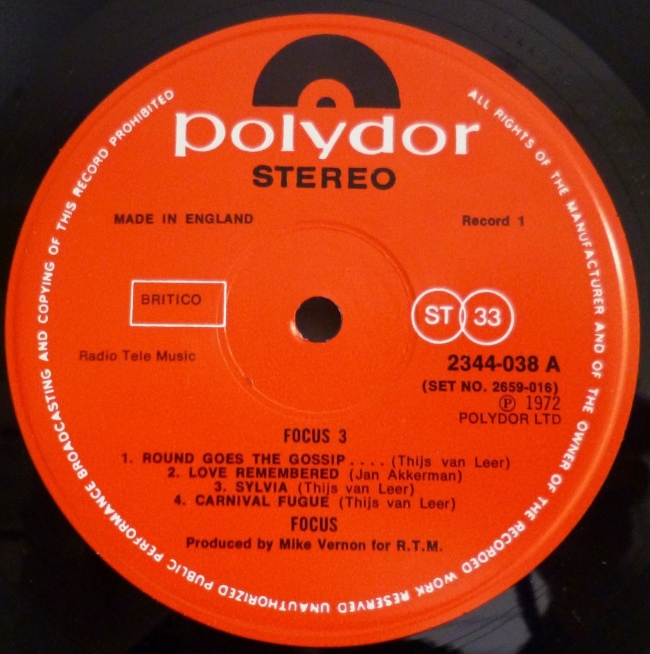 polydor
STEREO
MADE IN ENGLAND
Record 1
BRITICO
ST 33
Radio Tele Music
2344-038 A
(SET NO. 2659-016)
Ⓟ 1972
POLYDOR LTD
FOCUS 3
1. ROUND GOES THE GOSSIP.... (Thijs van Leer)
2. LOVE REMEMBERED (Jan Akkerman)
3. SYLVIA (Thijs van Leer)
4. CARNIVAL FUGUE (Thijs van Leer)
FOCUS
Produced by Mike Vernon for R.T.M.
ALL RIGHTS OF THE MANUFACTURER AND OF THE OWNER OF THE RECORDED WORK RESERVED UNAUTHORIZED PUBLIC PERFORMANCE BROADCASTING AND COPYING OF THIS RECORD PROHIBITED